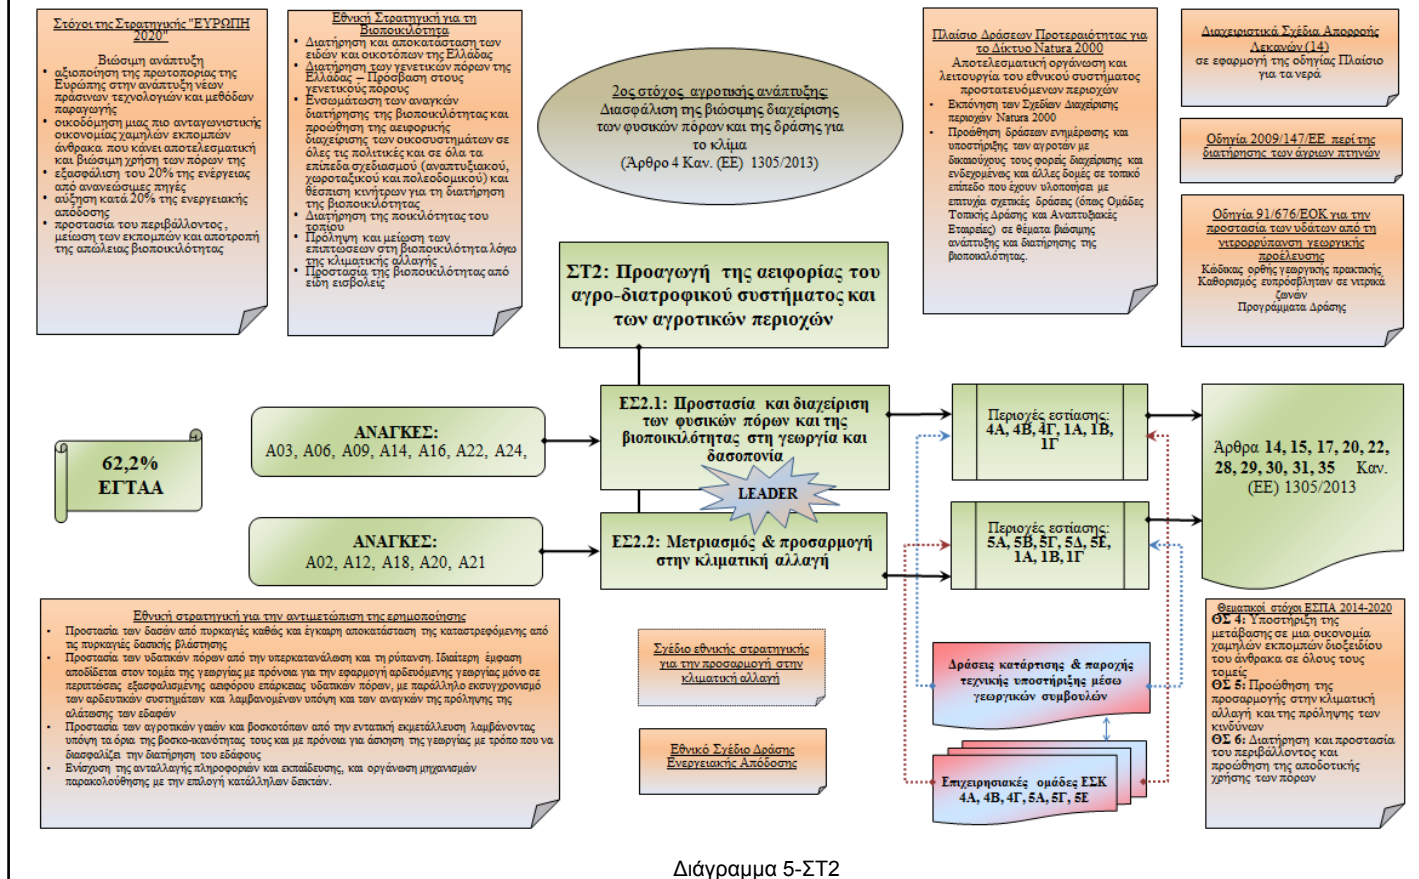 Στόχοι της Στρατηγικής "ΕΥΡΩΠΗ
2020"
Βιώσιμη ανάπτυξη
• αξιοποίηση της πρωτοπορίας της
Ευρώπης στην ανάπτυξη νέων
πράσινων τεχνολογιών και μεθόδων
παραγωγής
• οικοδόμηση μιας πιο ανταγωνιστικής
οικονομίας χαμηλών εκπομπών
άνθρακα που κάνει αποτελεσματική
και βιώσιμη χρήση των πόρων της
• εξασφάλιση του 20% της ενέργειας
από ανανεώσιμες πηγές
• αύξηση κατά 20% της ενεργειακής
απόδοσης
• προστασία του περιβάλλοντος ,
μείωση των εκπομπών και αποτροπή
της απώλειας βιοποικιλότητας
Εθνική Στρατηγική για τη
Βιοποικιλότητα
• Διατήρηση και αποκατάσταση των
ειδών και οικοτόπων της Ελλάδας
• Διατήρηση των γενετικών πόρων της
Ελλάδας – Πρόσβαση στους
γενετικούς πόρους
• Ενσωμάτωση των αναγκών
διατήρησης της βιοποικιλότητας και
προώθηση της αειφορικής
διαχείρισης των οικοσυστημάτων σε
όλες τις πολιτικές και σε όλα τα
επίπεδα σχεδιασμού (αναπτυξιακού,
χωροταξικού και πολεοδομικού) και
θέσπιση κινήτρων για τη διατήρηση
της βιοποικιλότητας
• Διατήρηση της ποικιλότητας του
τοπίου
• Πρόληψη και μείωση των
επιπτώσεων στη βιοποικιλότητα λόγω
της κλιματικής αλλαγής
• Προστασία της βιοποικιλότητας από
είδη εισβολείς
2ος στόχος αγροτικής ανάπτυξης:
Διασφάλιση της βιώσιμης διαχείρισης
των φυσικών πόρων και της δράσης για
το κλίμα
(Άρθρο 4 Καν. (ΕΕ) 1305/2013)
Πλαίσιο Δράσεων Προτεραιότητας για
το Δίκτυο Natura 2000
Αποτελεσματική οργάνωση και
λειτουργία του εθνικού συστήματος
προστατευόμενων περιοχών
• Εκπόνηση των Σχεδίων Διαχείρισης
περιοχών Natura 2000
• Προώθηση δράσεων ενημέρωσης και
υποστήριξης των αγροτών με
δικαιούχους τους φορείς διαχείρισης και
ενδεχομένως και άλλες δομές σε τοπικό
επίπεδο που έχουν υλοποιήσει με
επιτυχία σχετικές δράσεις (όπως Ομάδες
Τοπικής Δράσης και Αναπτυξιακές
Εταιρείες) σε θέματα βιώσιμης
ανάπτυξης και διατήρησης της
βιοποικιλότητας.
Διαχειριστικά Σχέδια Απορροής
Λεκανών (14)
σε εφαρμογή της οδηγίας Πλαίσιο
για τα νερά
Οδηγία 2009/147/ΕΕ περί της
διατήρησης των άγριων πτηνών
Οδηγία 91/676/ΕΟΚ για την
προστασία των υδάτων από τη
νιτρορρύπανση γεωργικής
προέλευσης
Κώδικας ορθής γεωργικής πρακτικής
Καθορισμός ευπρόσβλητων σε νιτρικά
ζωνών
Προγράμματα Δράσης
ΣΤ2: Προαγωγή της αειφορίας του
αγρο-διατροφικού συστήματος και
των αγροτικών περιοχών
62,2%
ΕΓΤΑΑ
ΑΝΑΓΚΕΣ:
Α03, Α06, Α09, Α14, Α16, Α22, Α24,
ΕΣ2.1: Προστασία και διαχείριση
των φυσικών πόρων και της
βιοποικιλότητας στη γεωργία και
δασοπονία
LEADER
Περιοχές εστίασης:
4Α, 4Β, 4Γ, 1Α, 1Β,
1Γ
Άρθρα 14, 15, 17, 20, 22,
28, 29, 30, 31, 35 Καν.
(ΕΕ) 1305/2013
ΑΝΑΓΚΕΣ:
Α02, Α12, Α18, Α20, Α21
ΕΣ2.2: Μετριασμός & προσαρμογή
στην κλιματική αλλαγή
Περιοχές εστίασης:
5Α, 5Β, 5Γ, 5Δ, 5Ε,
1Α, 1Β, 1Γ
Εθνική στρατηγική για την αντιμετώπιση της ερημοποίησης
• Προστασία των δασών από πυρκαγιές καθώς και έγκαιρη αποκατάσταση της καταστρεφόμενης από
τις πυρκαγιές δασικής βλάστησης
• Προστασία των υδατικών πόρων από την υπερκατανάλωση και τη ρύπανση. Ιδιαίτερη έμφαση
αποδίδεται στον τομέα της γεωργίας με πρόνοια για την εφαρμογή αρδευόμενης γεωργίας μόνο σε
περιπτώσεις εξασφαλισμένης αειφόρου επάρκειας υδατικών πόρων, με παράλληλο εκσυγχρονισμό
των αρδευτικών συστημάτων και λαμβανομένων υπόψη και των αναγκών της πρόληψης της
αλάτωσης των εδαφών
• Προστασία των αγροτικών γαιών και βοσκοτόπων από την εντατική εκμετάλλευση λαμβάνοντας
υπόψη τα όρια της βοσκο-ικανότητας τους και με πρόνοια για άσκηση της γεωργίας με τρόπο που να
διασφαλίζει την διατήρηση του εδάφους
• Ενίσχυση της ανταλλαγής πληροφοριών και εκπαίδευσης, και οργάνωση μηχανισμών
παρακολούθησης με την επιλογή κατάλληλων δεικτών.
Σχέδιο εθνικής στρατηγικής
για την προσαρμογή στην
κλιματική αλλαγή
Εθνικό Σχέδιο Δράσης
Ενεργειακής Απόδοσης
Δράσεις κατάρτισης & παροχής
τεχνικής υποστήριξης μέσω
γεωργικών συμβουλών
Επιχειρησιακές ομάδες ΕΣΚ
4Α, 4Β, 4Γ, 5Α, 5Γ, 5Ε
Θεματικοί στόχοι ΕΣΠΑ 2014-2020
ΘΣ 4: Υποστήριξη της
μετάβασης σε μια οικονομία
χαμηλών εκπομπών διοξειδίου
του άνθρακα σε όλους τους
τομείς
ΘΣ 5: Προώθηση της
προσαρμογής στην κλιματική
αλλαγή και της πρόληψης των
κινδύνων
ΘΣ 6: Διατήρηση και προστασία
του περιβάλλοντος και
προώθηση της αποδοτικής
χρήσης των πόρων
Διάγραμμα 5-ΣΤ2